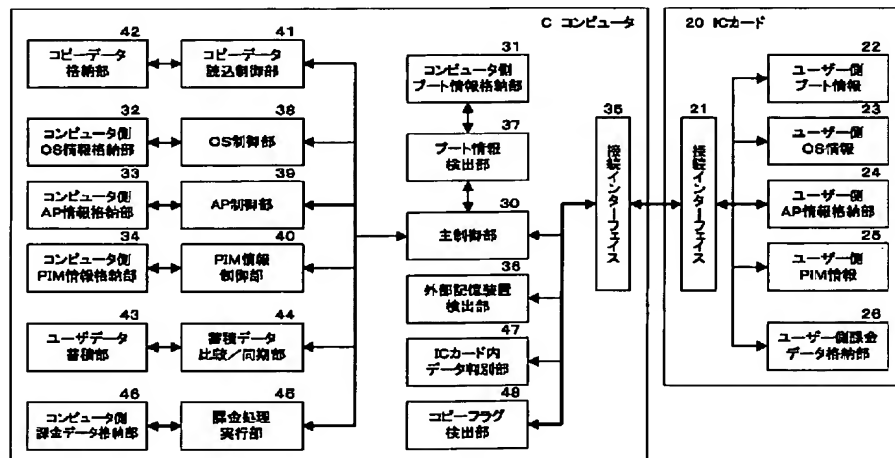 C コンピュータ
20 ICカード
42
コピーデータ
格納部
41
コピーデータ
読込制御部
31
コンピュータ側
ブート情報格納部
32
コンピュータ側
OS情報格納部
38
OS制御部
37
ブート情報
検出部
33
コンピュータ側
AP情報格納部
39
AP制御部
30
主制御部
34
コンピュータ側
PIM情報格納部
40
PIM情報
制御部
36
外部記憶装置
検出部
43
ユーザデータ
蓄積部
44
蓄積データ
比較／同期部
47
ICカード内
データ判別部
46
コンピュータ側
課金データ格納部
45
課金処理
実行部
48
コピーフラグ
検出部
35
接続インターフェイス
21
接続インターフェイス
22
ユーザー側
ブート情報
23
ユーザー側
OS情報
24
ユーザー側
AP情報格納部
25
ユーザー側
PIM情報
26
ユーザー側課金
データ格納部